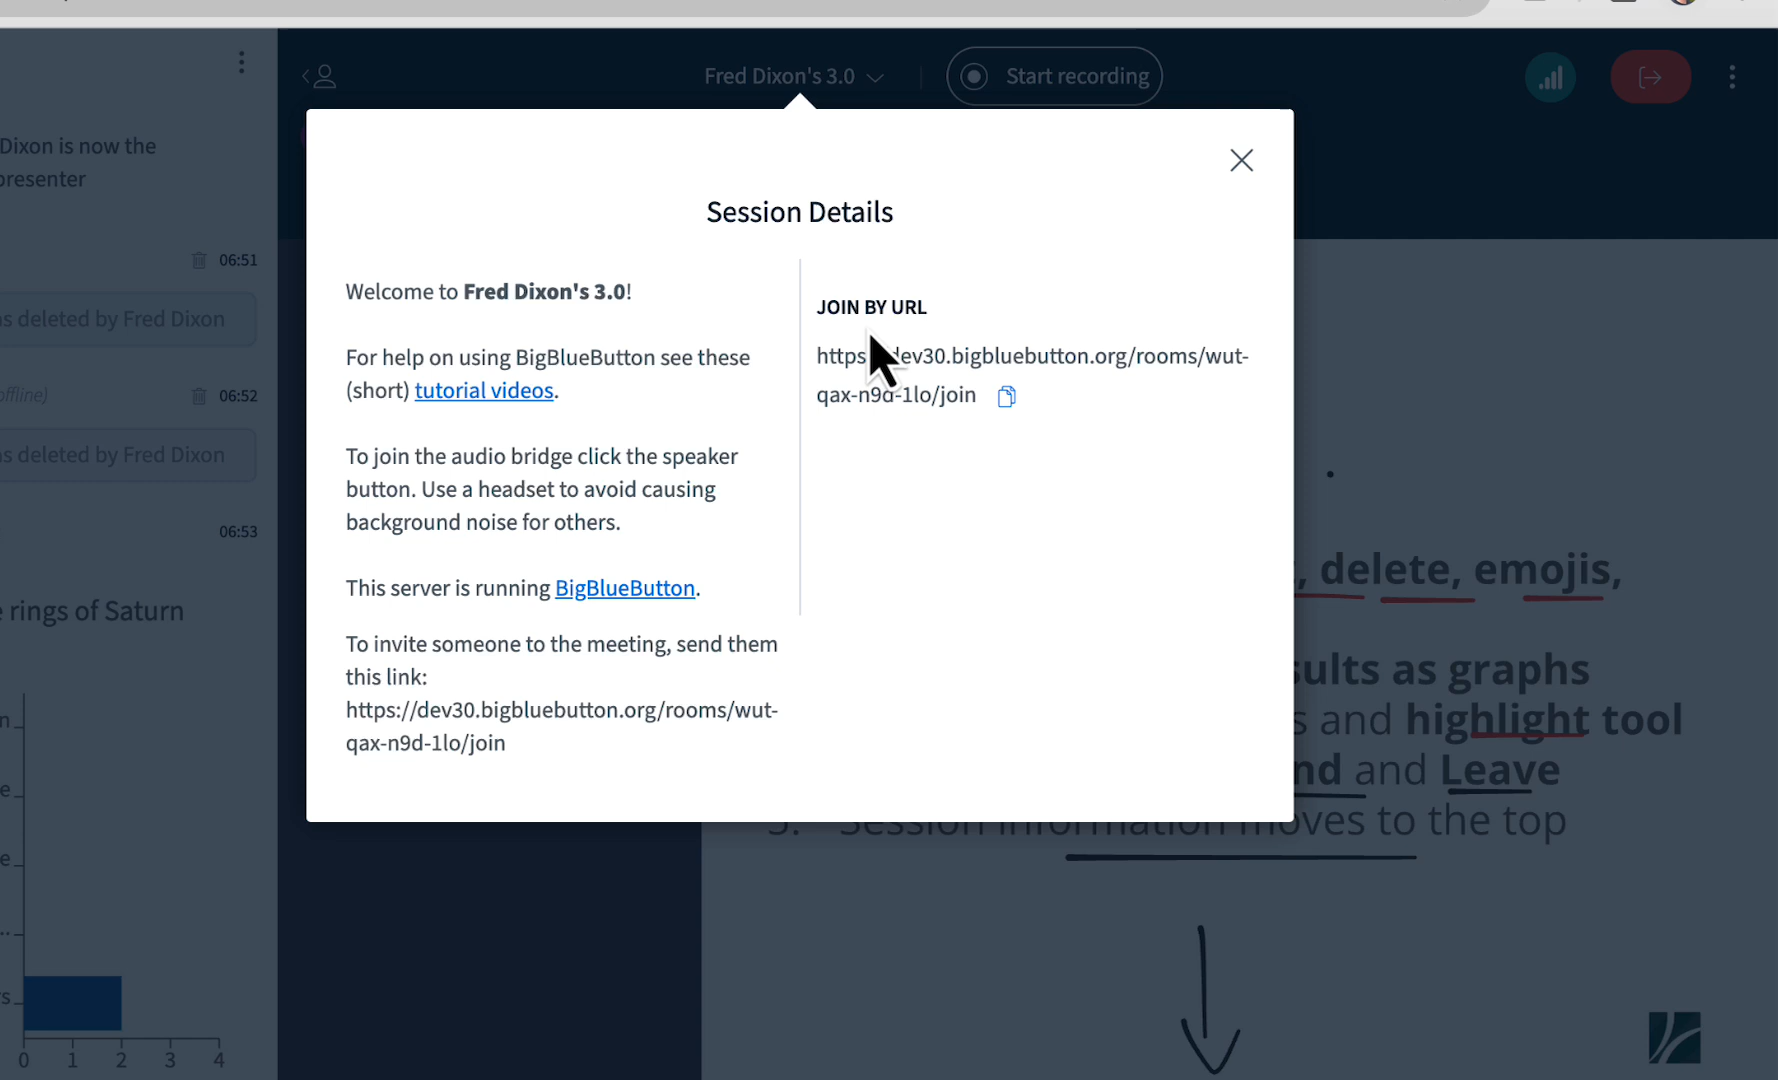 Fred Dixon's 3.0
Start recording
Dixon is now the
presenter
06:51
deleted by Fred Dixon
06:52
deleted by Fred Dixon
06:53
rings of Saturn
0 1 2 3 4
Session Details
Welcome to Fred Dixon's 3.0!
For help on using BigBlueButton see these
(short) tutorial videos.
To join the audio bridge click the speaker
button. Use a headset to avoid causing
background noise for others.
This server is running BigBlueButton.
To invite someone to the meeting, send them
this link:
https://dev30.bigbluebutton.org/rooms/wut-
qax-n9d-1lo/join
JOIN BY URL
https dev30.bigbluebutton.org/rooms/wut-
qax-n9d-1lo/join
delete, emojis,
as graphs
and highlight tool
and Leave
Session information moves to the top